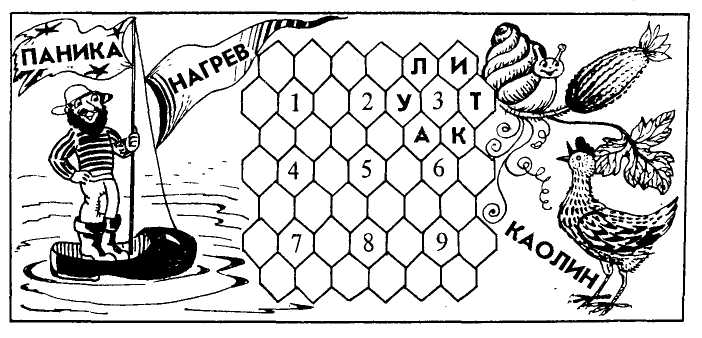 ПАНИКА
НАГРЕВ
Л И
1 2 У 3 Т
А К
4 5 6
7 8 9
КАОЛИН